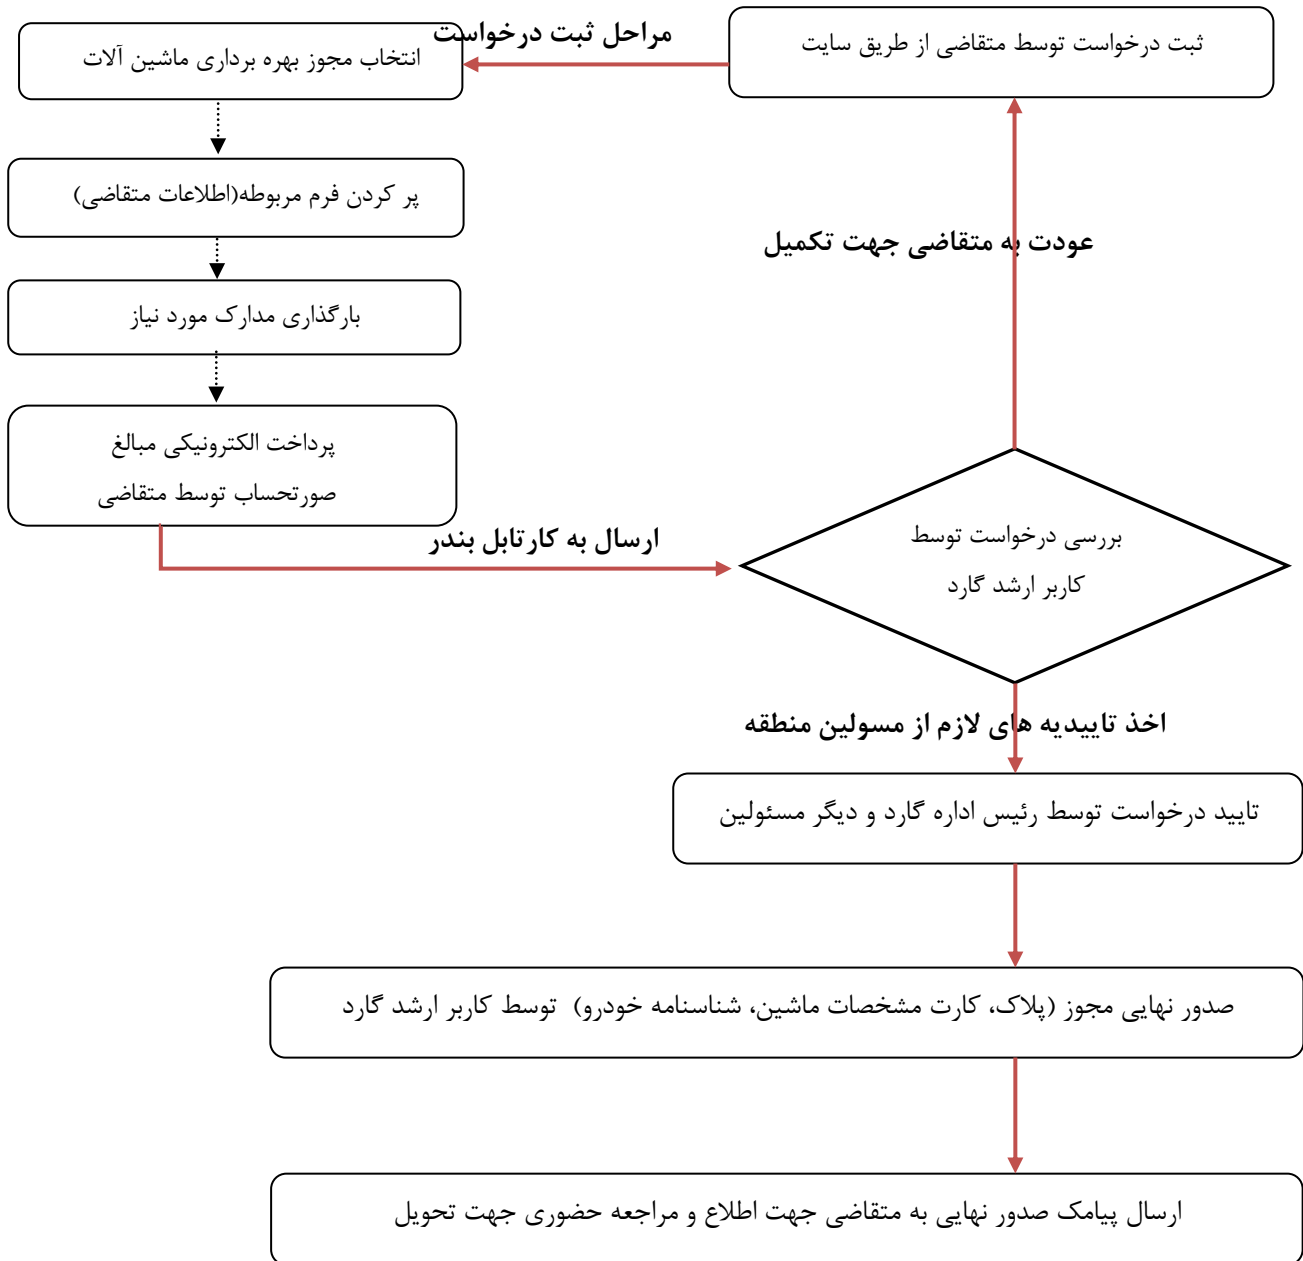 ثبت درخواست توسط متقاضی از طریق سایت
مراحل ثبت درخواست
انتخاب مجوز بهره برداری ماشین آلات
پر کردن فرم مربوطه(اطلاعات متقاضی)
بارگذاری مدارک مورد نیاز
پرداخت الکترونیکی مبالغ
صورتحساب توسط متقاضی
ارسال به کارتابل بندر
بررسی درخواست توسط
کاربر ارشد گارد
عودت به متقاضی جهت تکمیل
اخذ تاییدیه های لازم از مسولین منطقه
تایید درخواست توسط رئیس اداره گارد و دیگر مسئولین
صدور نهایی مجوز (پلاک، کارت مشخصات ماشین، شناسنامه خودرو) توسط کاربر ارشد گارد
ارسال پیامک صدور نهایی به متقاضی جهت اطلاع و مراجعه حضوری جهت تحویل